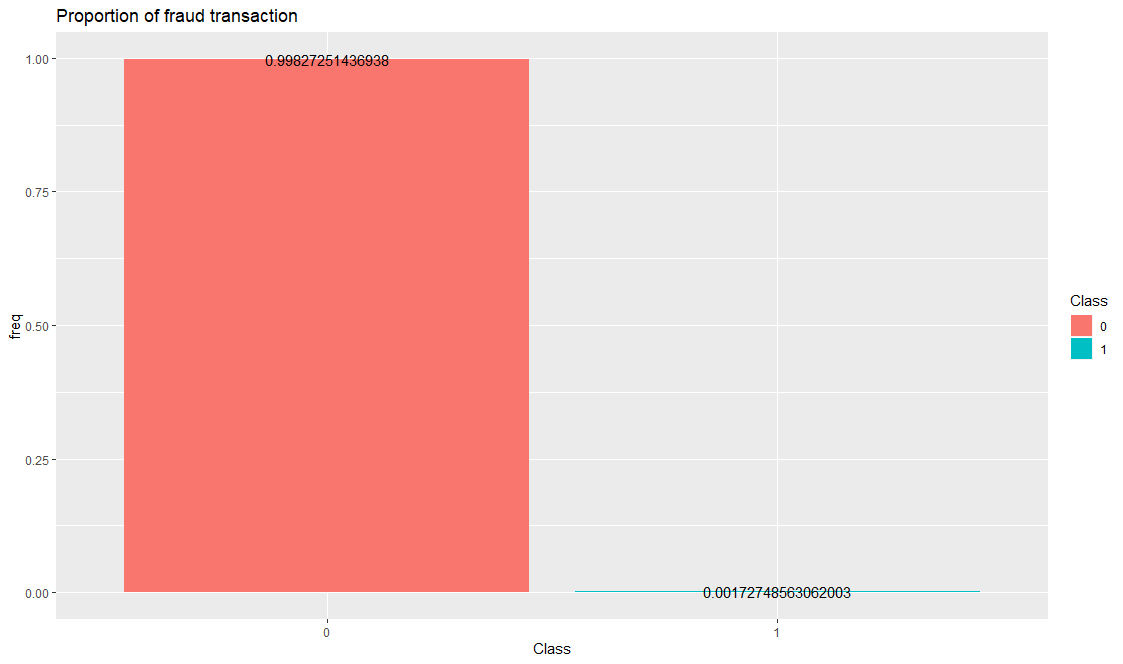 Proportion of fraud transaction
1.00
0.99827251436938
0.75
0.50
freq
0.25
0.00
0.00172748563062003
0
1
Class
Class
0
1